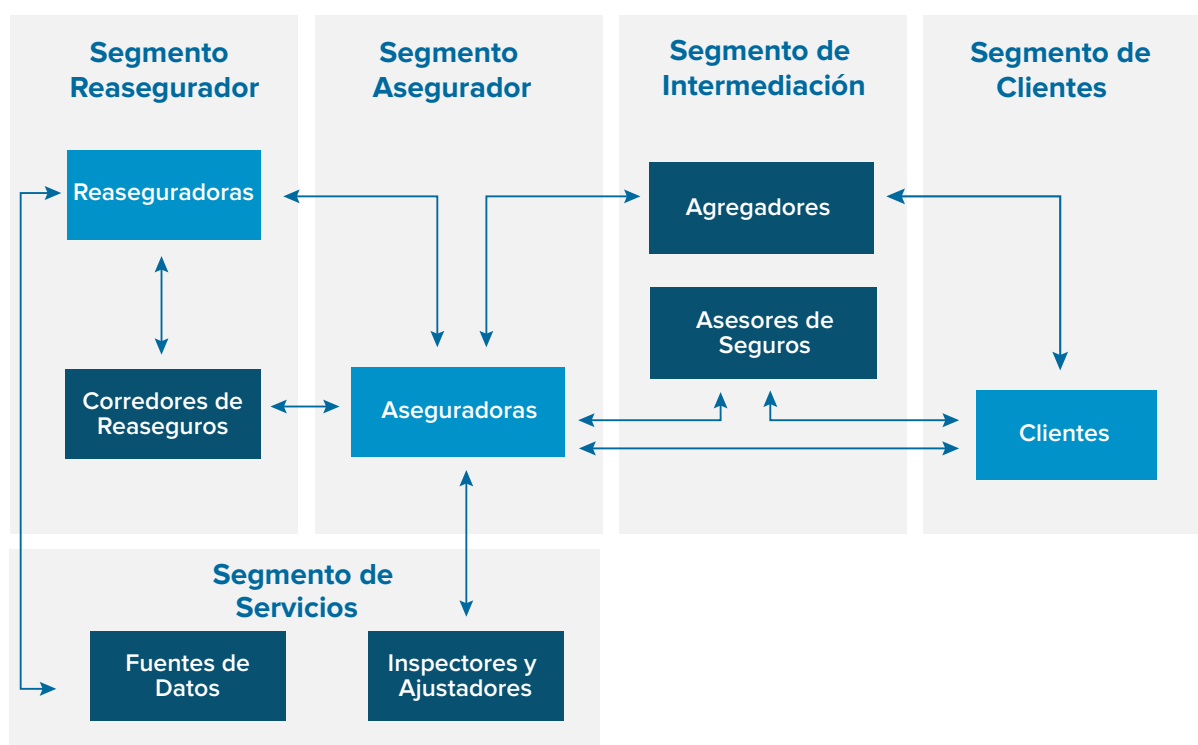 Segmento
Reasegurador
Segmento
Asegurador
Segmento de
Intermediación
Segmento de
Clientes
Reaseguradoras
Agregadores
Asesores de
Seguros
Corredores de
Reaseguros
Aseguradoras
Clientes
Segmento de
Servicios
Fuentes de
Datos
Inspectores y
Ajustadores